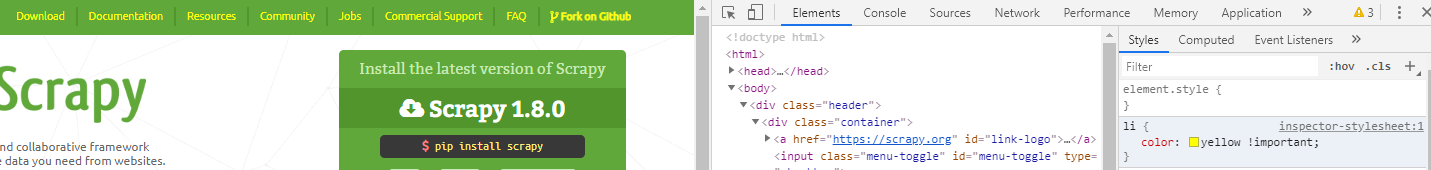 Download Documentation Resources Community Jobs Commercial Support FAQ Fork on Github
Scrapy
nd collaborative framework
e data you need from websites.
Install the latest version of Scrapy
Scrapy 1.8.0
$ pip install scrapy
Elements Console Sources Network Performance Memory Application » 3
<!doctype html>
<html>
<head>…</head>
<body>
<div class="header">
<div class="container">
<a href="https://scrapy.org" id="link-logo">…</a>
<input class="menu-toggle" id="menu-toggle" type=
Styles Computed Event Listeners »
Filter :hov .cls +
element.style {
}
li { inspector-stylesheet:1
color: yellow !important;
}